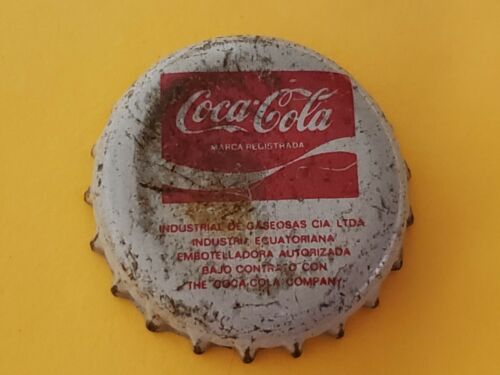 Coca-Cola
MARCA REGISTRADA
INDUSTRIAL DE GASEOSAS CIA. LTDA.
INDUSTRIA ECUATORIANA
EMBOTELLADORA AUTORIZADA
BAJO CONTRATO CON
THE COCA-COLA COMPANY.